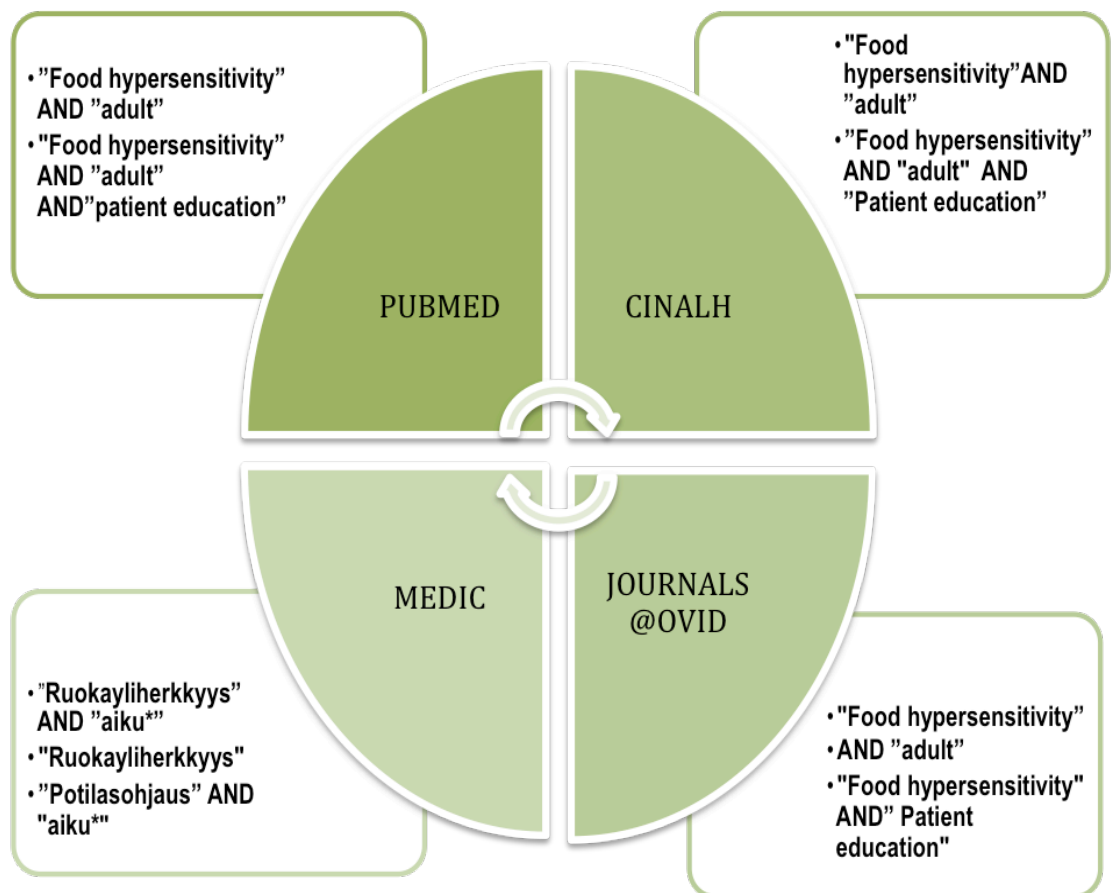 • ”Food hypersensitivity”
AND ”adult”
• "Food hypersensitivity”
AND ”adult”
AND”patient education”
• "Food
hypersensitivity”AND
”adult”
• ”Food hypersensitivity”
AND "adult" AND
”Patient education”
PUBMED
CINALH
MEDIC
JOURNALS
@OVID
• ”Ruokayliherkkyys”
AND ”aiku*”
• "Ruokayliherkkyys"
• ”Potilasohjaus” AND
"aiku*"
• "Food hypersensitivity”
• AND ”adult”
• "Food hypersensitivity"
AND” Patient
education"